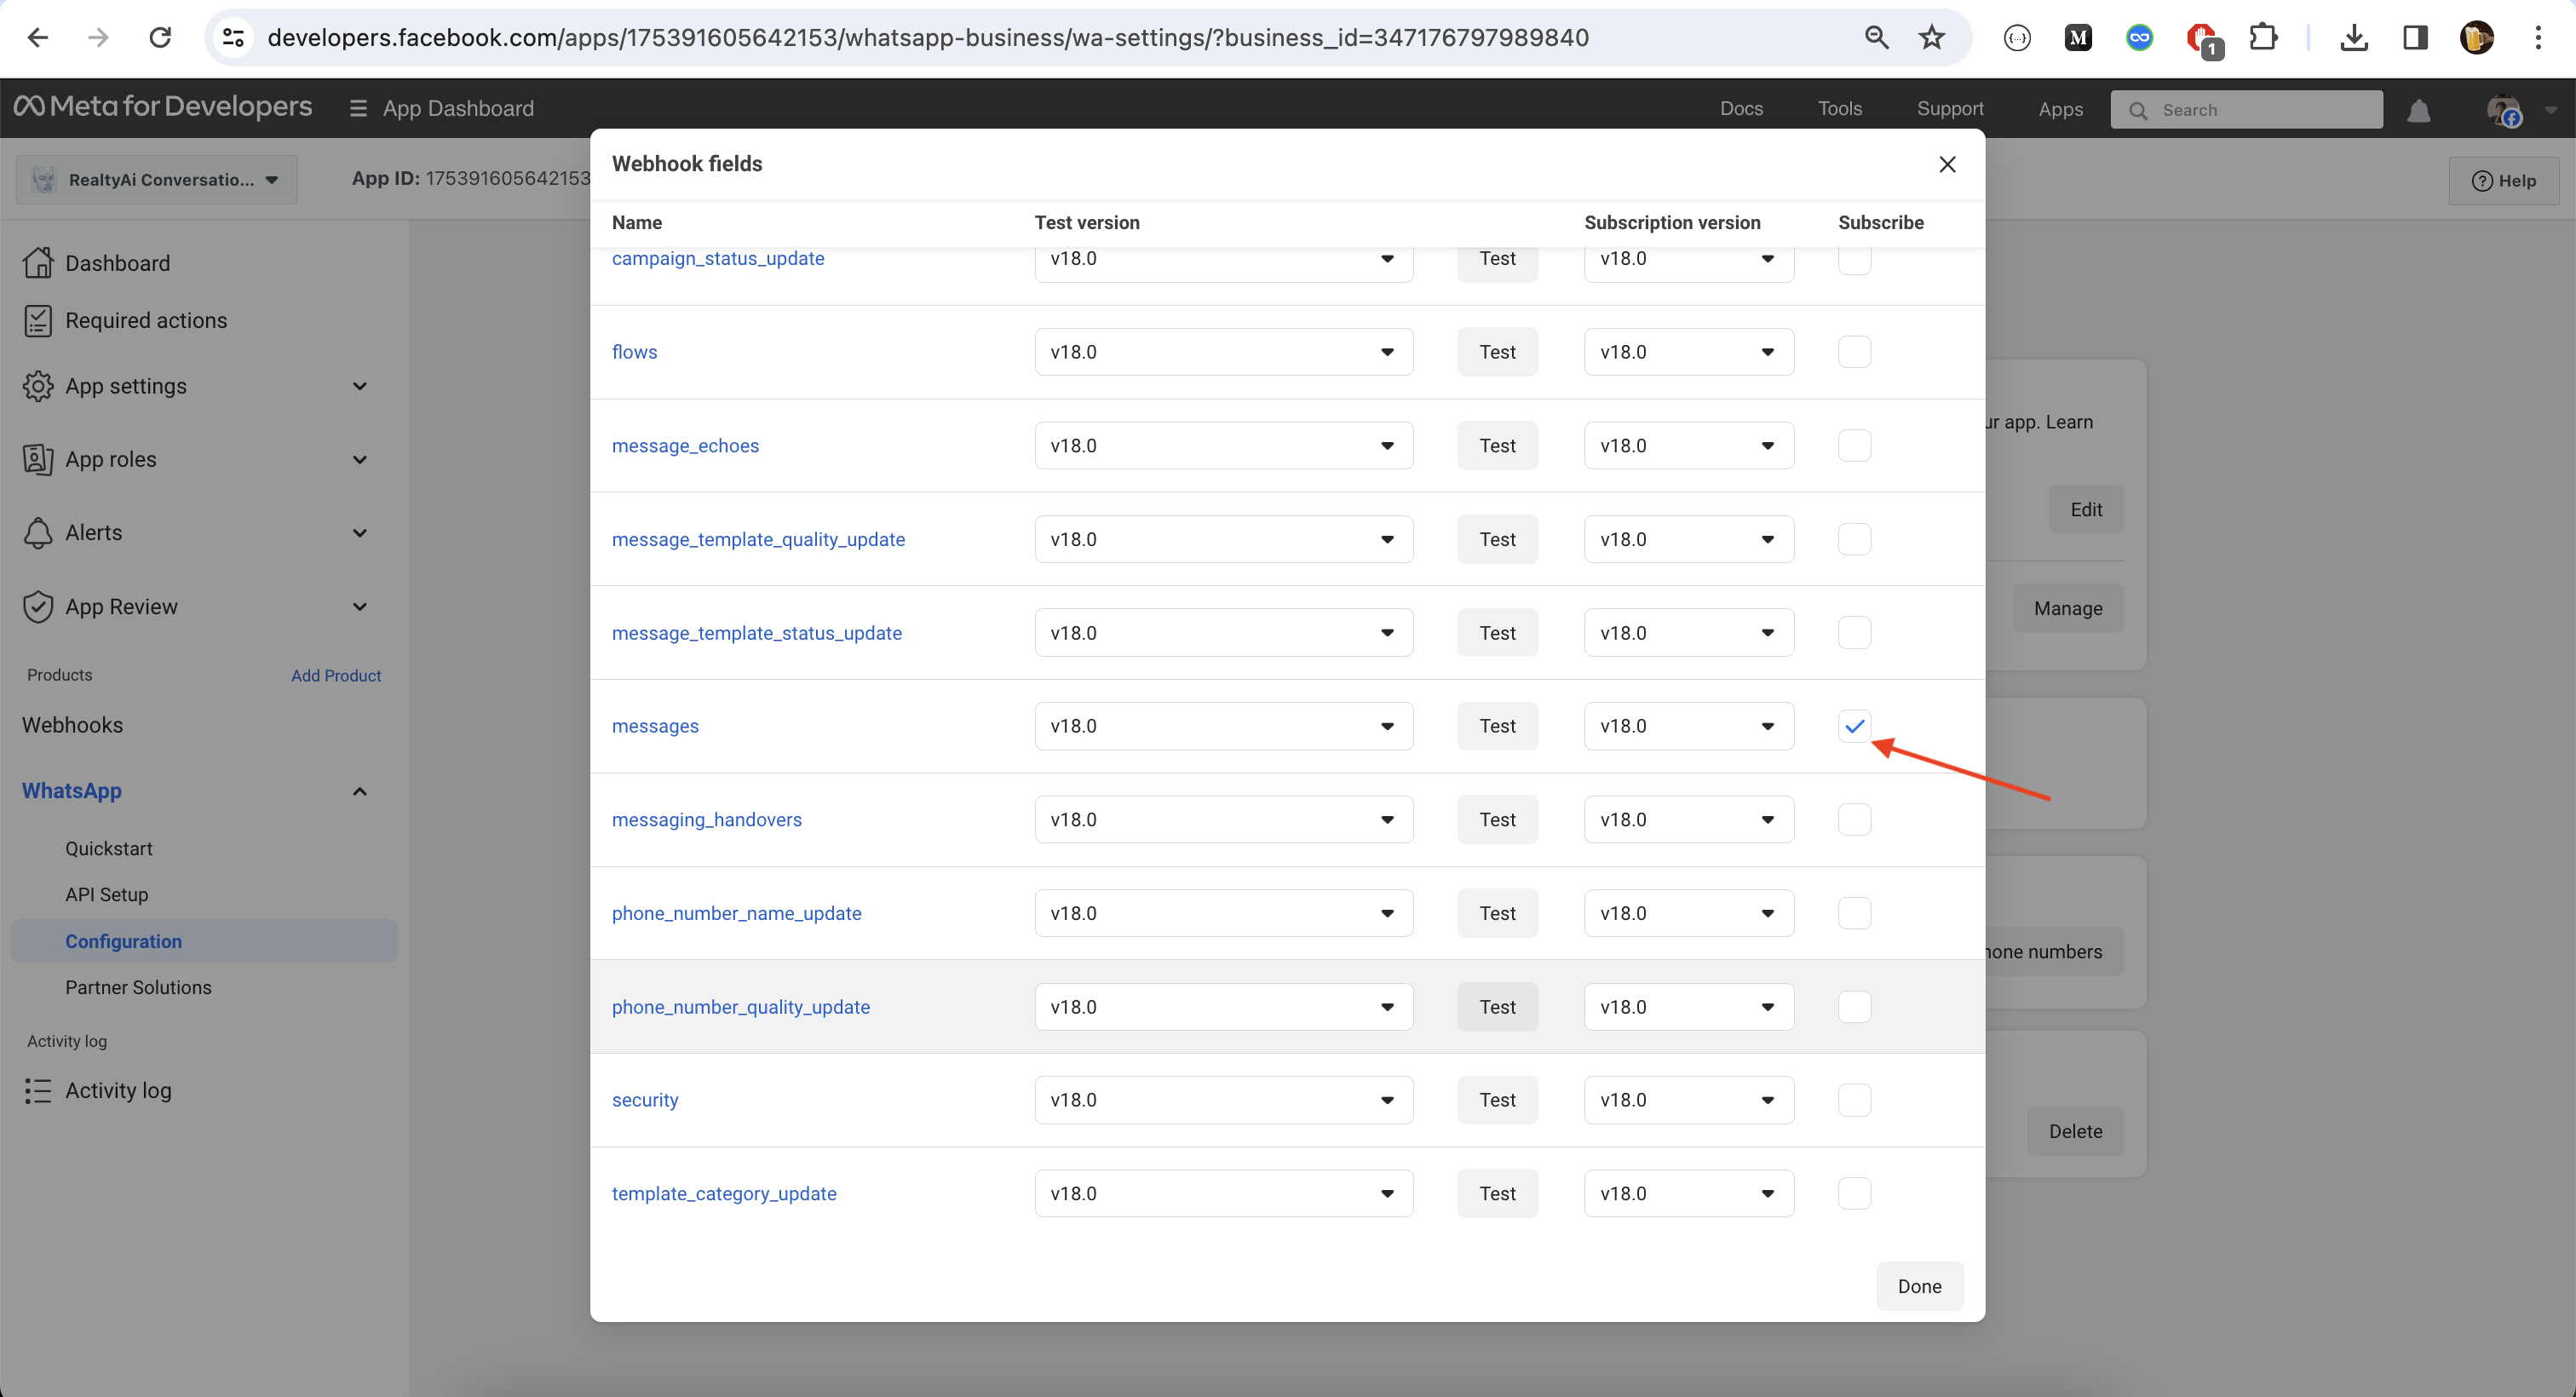 developers.facebook.com/apps/175391605642153/whatsapp-business/wa-settings/?business_id=347176797989840
M
1
Meta for Developers
App Dashboard
Docs
Tools
Support
Apps
Search
RealtyAi Conversatio...
App ID: 175391605642153
Help
Dashboard
Required actions
App settings
App roles
Alerts
App Review
Products
Add Product
Webhooks
WhatsApp
Quickstart
API Setup
Configuration
Partner Solutions
Activity log
Activity log
Webhook fields
Name Test version Subscription version Subscribe
campaign_status_update v18.0 Test v18.0
flows v18.0 Test v18.0
message_echoes v18.0 Test v18.0
message_template_quality_update v18.0 Test v18.0
message_template_status_update v18.0 Test v18.0
messages v18.0 Test v18.0
messaging_handovers v18.0 Test v18.0
phone_number_name_update v18.0 Test v18.0
phone_number_quality_update v18.0 Test v18.0
security v18.0 Test v18.0
template_category_update v18.0 Test v18.0
Done
ur app. Learn
Edit
Manage
hone numbers
Delete